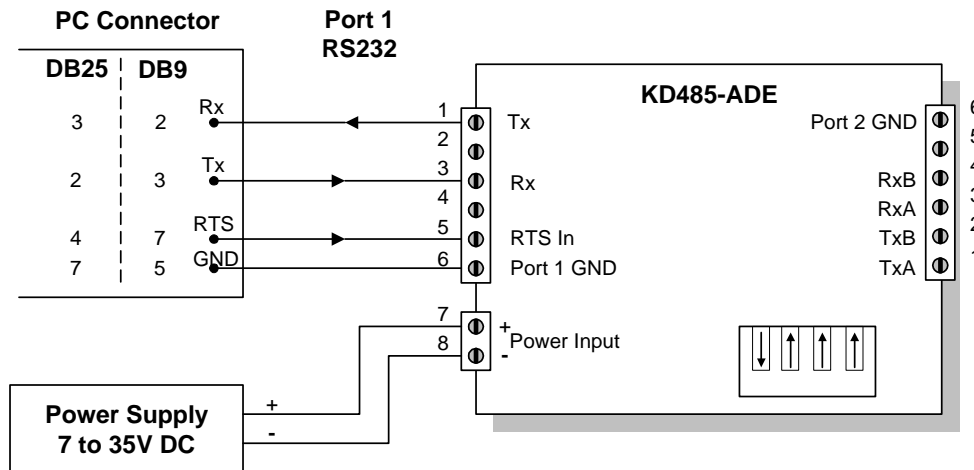 PC Connector
Port 1
RS232
DB25 DB9
KD485-ADE
3 2 Rx
2 3 Tx
4 7 RTS
7 5 GND
1 Tx
2
3 Rx
4
5 RTS In
6 Port 1 GND
7 +
8 -
Power Input
Port 2 GND 6
5
RxB 4
RxA 3
TxB 2
TxA 1
Power Supply
7 to 35V DC
+
-